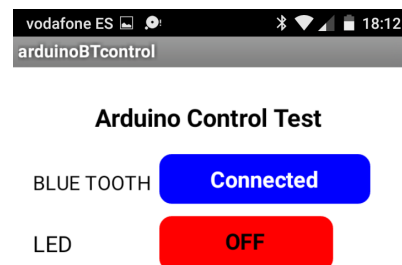 vodafone ES 18:12
arduinoBTcontrol
Arduino Control Test
BLUE TOOTH Connected
LED OFF